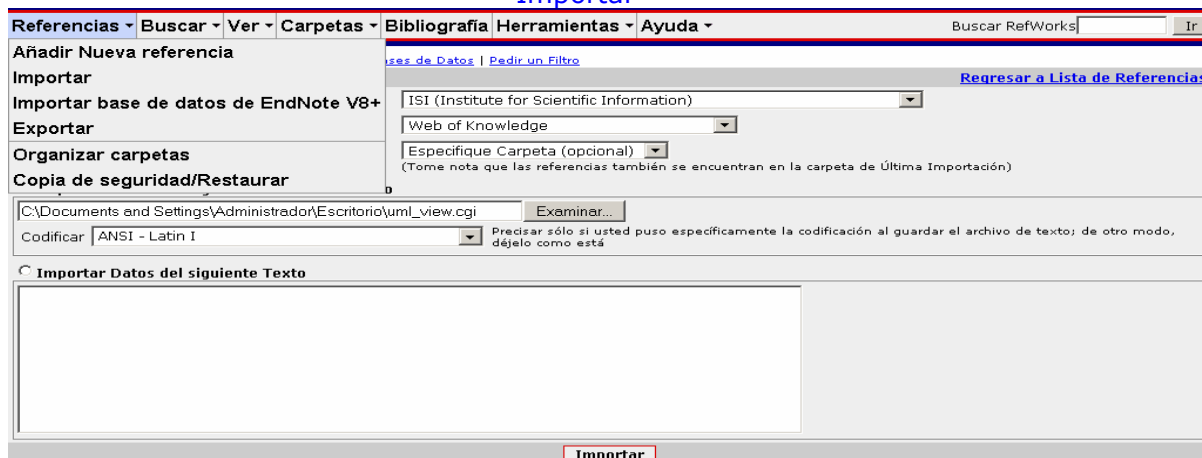 Importar
Referencias Buscar Ver Carpetas Bibliografía Herramientas Ayuda Buscar RefWorks Ir
Añadir Nueva referencia
Importar
Importar base de datos de EndNote V8+
Exportar
Organizar carpetas
Copia de seguridad/Restaurar
de Datos | Pedir un Filtro
Regresar a Lista de Referencias
ISI (Institute for Scientific Information)
Web of Knowledge
Especifique Carpeta (opcional)
(Tome nota que las referencias también se encuentran en la carpeta de Última Importación)
C:\Documents and Settings\Administrador\Escritorio\uml_view.cgi Examinar...
Codificar ANSI - Latin I Precisar sólo si usted puso específicamente la codificación al guardar el archivo de texto; de otro modo,
déjelo como está
Importar Datos del siguiente Texto
Importar